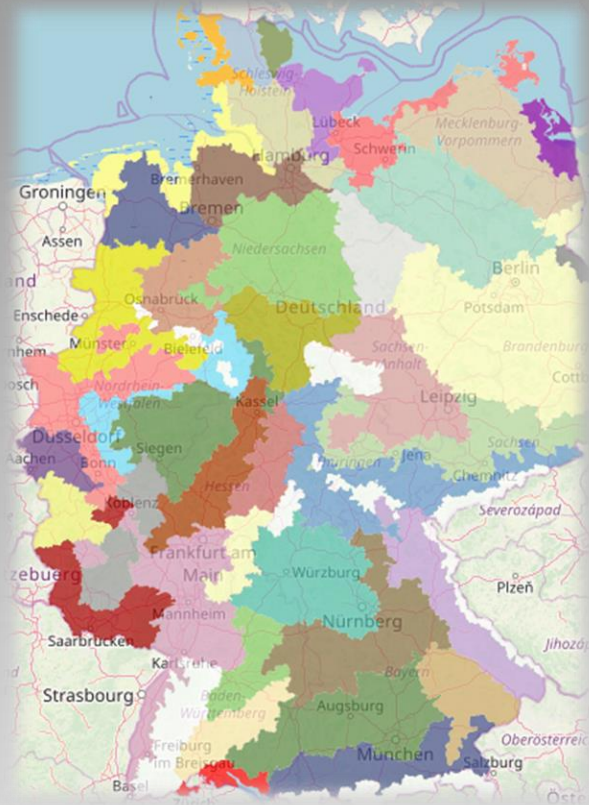 Schleswig-
Holstein
Lübeck
Mecklenburg-
Vorpommern
Schwerin
Hamburg
Bremerhaven
Groningen
Bremen
Assen
Niedersachsen
Berlin
Osnabrück
Deutschland
Potsdam
Enschede
Münster
Bielefeld
Sachsen-
Anhalt
Brandenburg
Nordrhein-
Westfalen
Kassel
Leipzig
Düsseldorf
Siegen
Sachsen
Aachen
Bonn
Thüringen
Jena
Chemnitz
Hessen
Koblenz
Severozápad
Frankfurt am
Main
Würzburg
Plzeň
Mannheim
Nürnberg
Saarbrücken
Karlsruhe
Bayern
Strasbourg
Baden-
Württemberg
Augsburg
Oberösterreic
Freiburg
im Breisgau
München
Salzburg
Basel